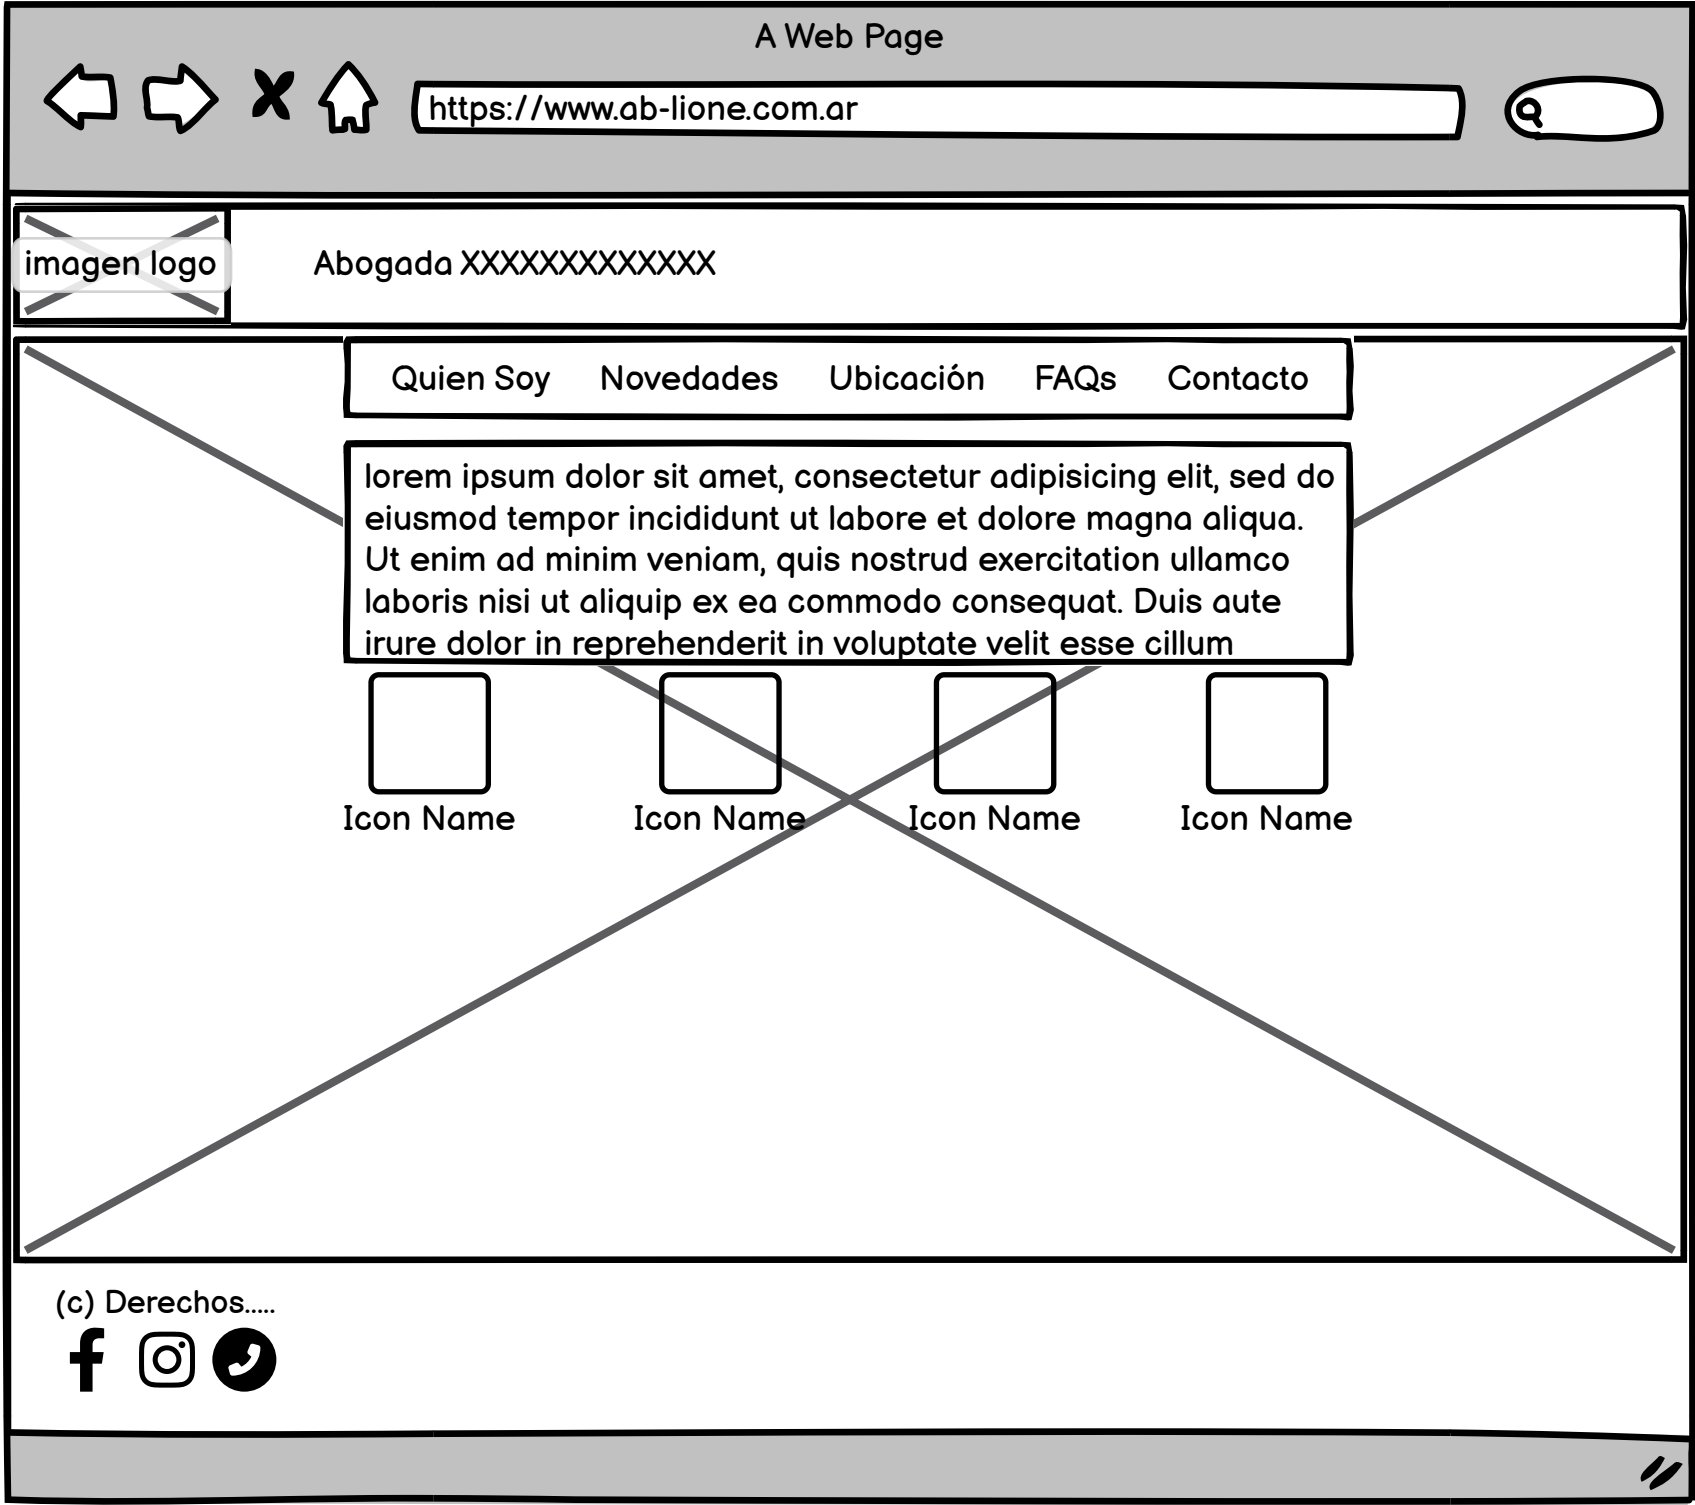 A Web Page
https://www.ab-lione.com.ar
imagen logo
Abogada XXXXXXXXXXXXX
Quien Soy Novedades Ubicación FAQs Contacto
lorem ipsum dolor sit amet, consectetur adipisicing elit, sed do
eiusmod tempor incididunt ut labore et dolore magna aliqua.
Ut enim ad minim veniam, quis nostrud exercitation ullamco
laboris nisi ut aliquip ex ea commodo consequat. Duis aute
irure dolor in reprehenderit in voluptate velit esse cillum
Icon Name Icon Name Icon Name Icon Name
(c) Derechos.....